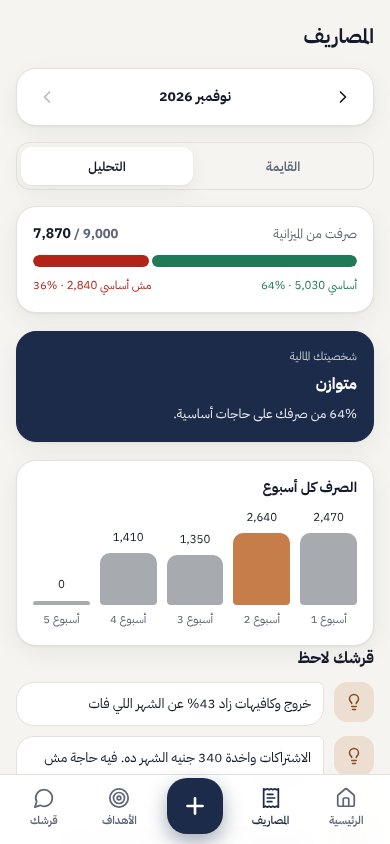 المصاريف
نوفمبر 2026
القايمة
التحليل
صرفت من الميزانية
7,870 / 9,000
أساسي 5,030 · 64%
مش أساسي 2,840 · 36%
شخصيتك المالية
متوازن
64% من صرفك على حاجات أساسية.
الصرف كل أسبوع
2,470
2,640
1,350
1,410
0
أسبوع 1
أسبوع 2
أسبوع 3
أسبوع 4
أسبوع 5
قرشك لاحظ
خروج وكافيهات زاد 43% عن الشهر اللي فات
الاشتراكات واخدة 340 جنيه الشهر ده. فيه حاجة مش
الرئيسية
المصاريف
الأهداف
قرشك